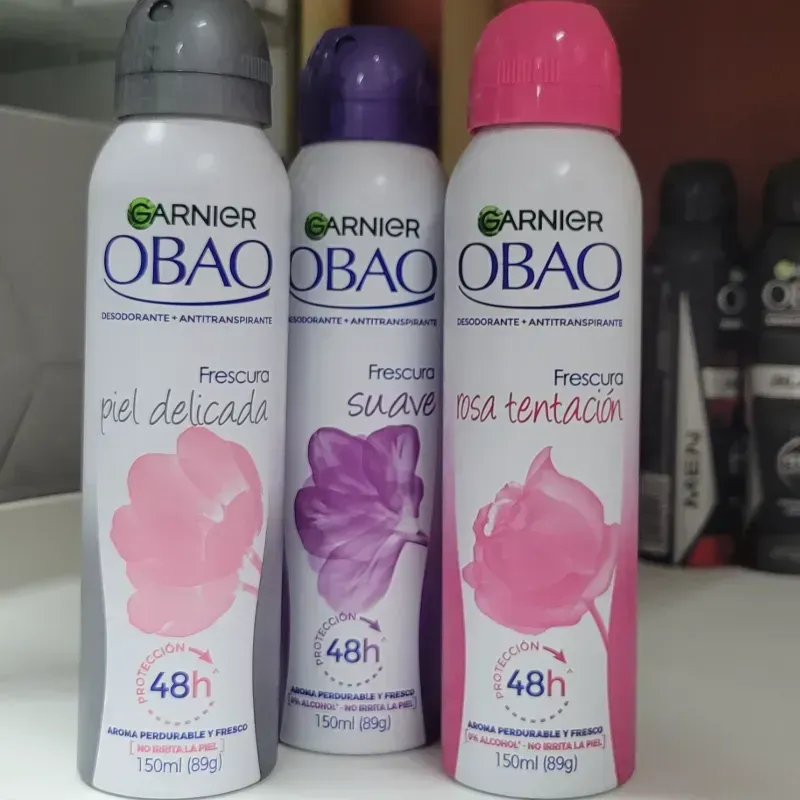 GARNIER
OBAO
DESODORANTE + ANTITRANSPIRANTE
Frescura
piel delicada
PROTECCIÓN
48h
AROMA PERDURABLE Y FRESCO
NO IRRITA LA PIEL
150ml (89g)
GARNIER
OBAO
DESODORANTE + ANTITRANSPIRANTE
Frescura
suave
PROTECCIÓN
48h
AROMA PERDURABLE Y FRESCO
0% ALCOHOL* - NO IRRITA LA PIEL
150ml (89g)
GARNIER
OBAO
DESODORANTE + ANTITRANSPIRANTE
Frescura
rosa tentación
PROTECCIÓN
48h
AROMA PERDURABLE Y FRESCO
0% ALCOHOL* - NO IRRITA LA PIEL
150ml (89g)
MEN